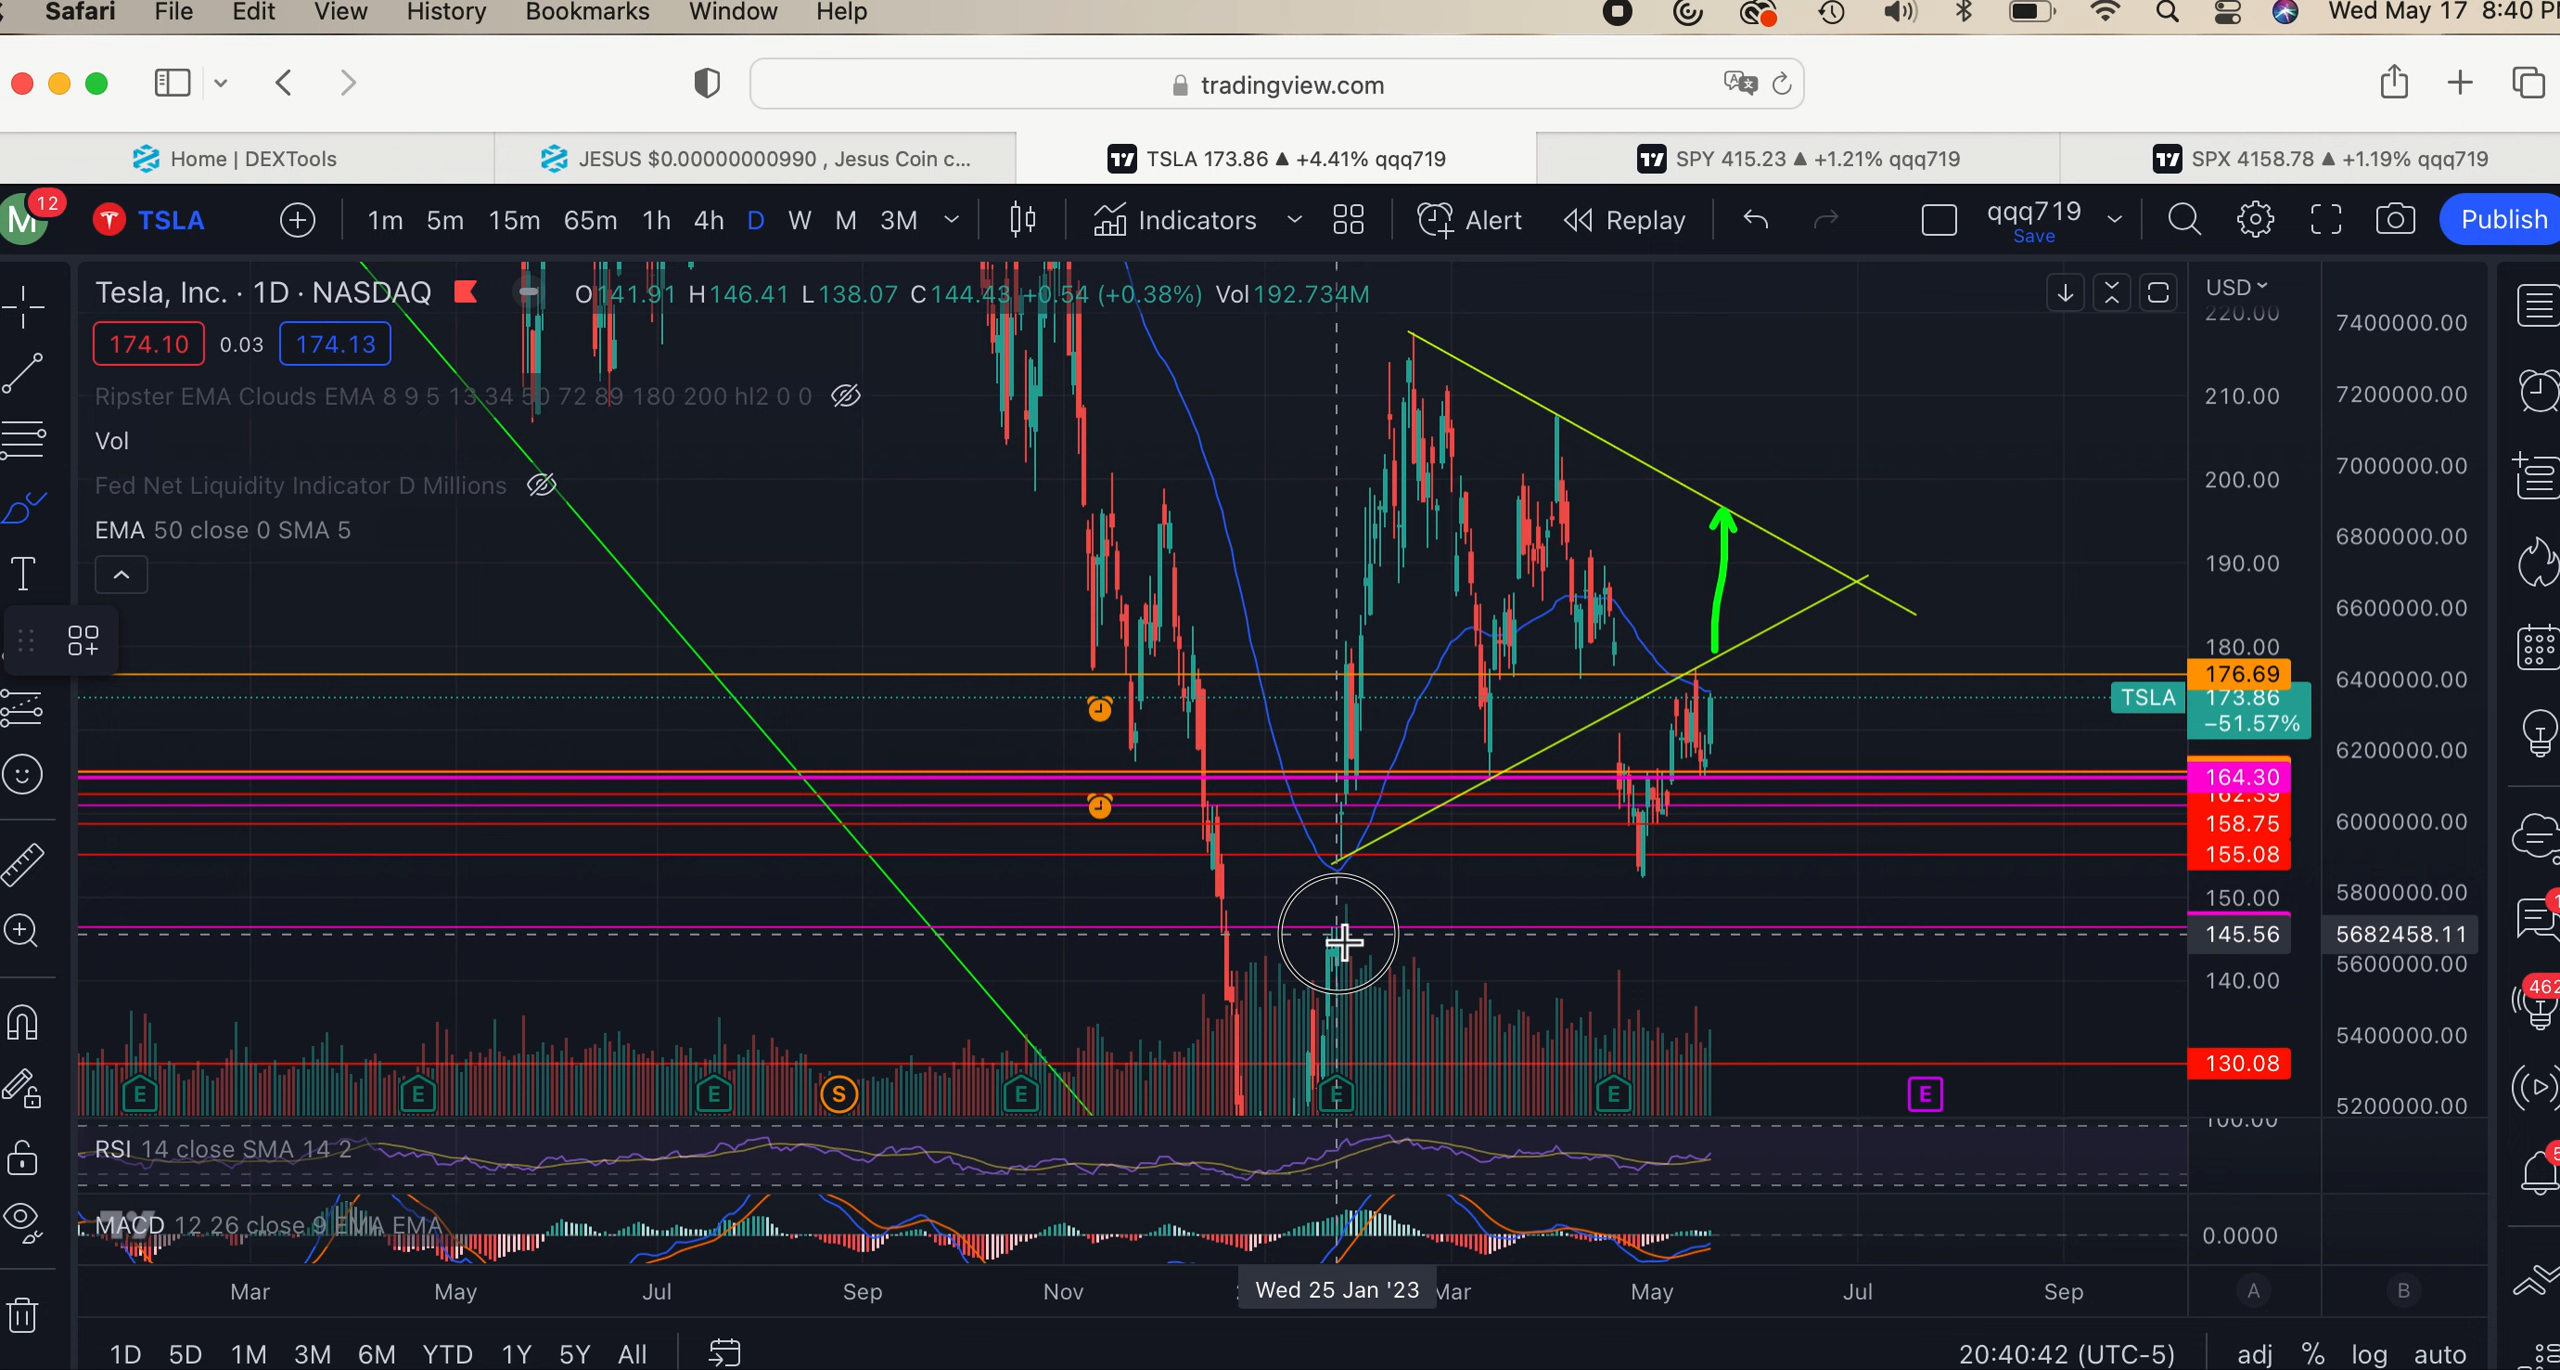 Safari File Edit View History Bookmarks Window Help Wed May 17 8:40
tradingview.com
Home | DEXTools
JESUS $0.00000000990 , Jesus Coin c...
TSLA 173.86 ▲ +4.41% qqq719
SPY 415.23 ▲ +1.21% qqq719
SPX 4158.78 ▲ +1.19% qqq719
M 12 TSLA 1m 5m 15m 65m 1h 4h D W M 3M Indicators Alert Replay qqq719 Publish
Save
Tesla, Inc. · 1D · NASDAQ O141.91 H146.41 L138.07 C144.43 +0.54 (+0.38%) Vol192.734M
174.10 0.03 174.13
Ripster EMA Clouds EMA 8 9 5 13 34 50 72 89 180 200 hl2 0 0
Vol
Fed Net Liquidity Indicator D Millions
EMA 50 close 0 SMA 5
USD
220.00
210.00
200.00
190.00
180.00
176.69
TSLA 173.86
−51.57%
164.30
162.39
158.75
155.08
150.00
145.56
140.00
130.08
7400000.00
7200000.00
7000000.00
6800000.00
6600000.00
6400000.00
6200000.00
6000000.00
5800000.00
5682458.11
5600000.00
5400000.00
5200000.00
E E E S E E E E
RSI 14 close SMA 14 2
100.00
MACD 12 26 close 9 EMA EMA
0.0000
Mar May Jul Sep Nov Wed 25 Jan '23 Mar May Jul Sep A B
1D 5D 1M 3M 6M YTD 1Y 5Y All 20:40:42 (UTC-5) adj % log auto
462